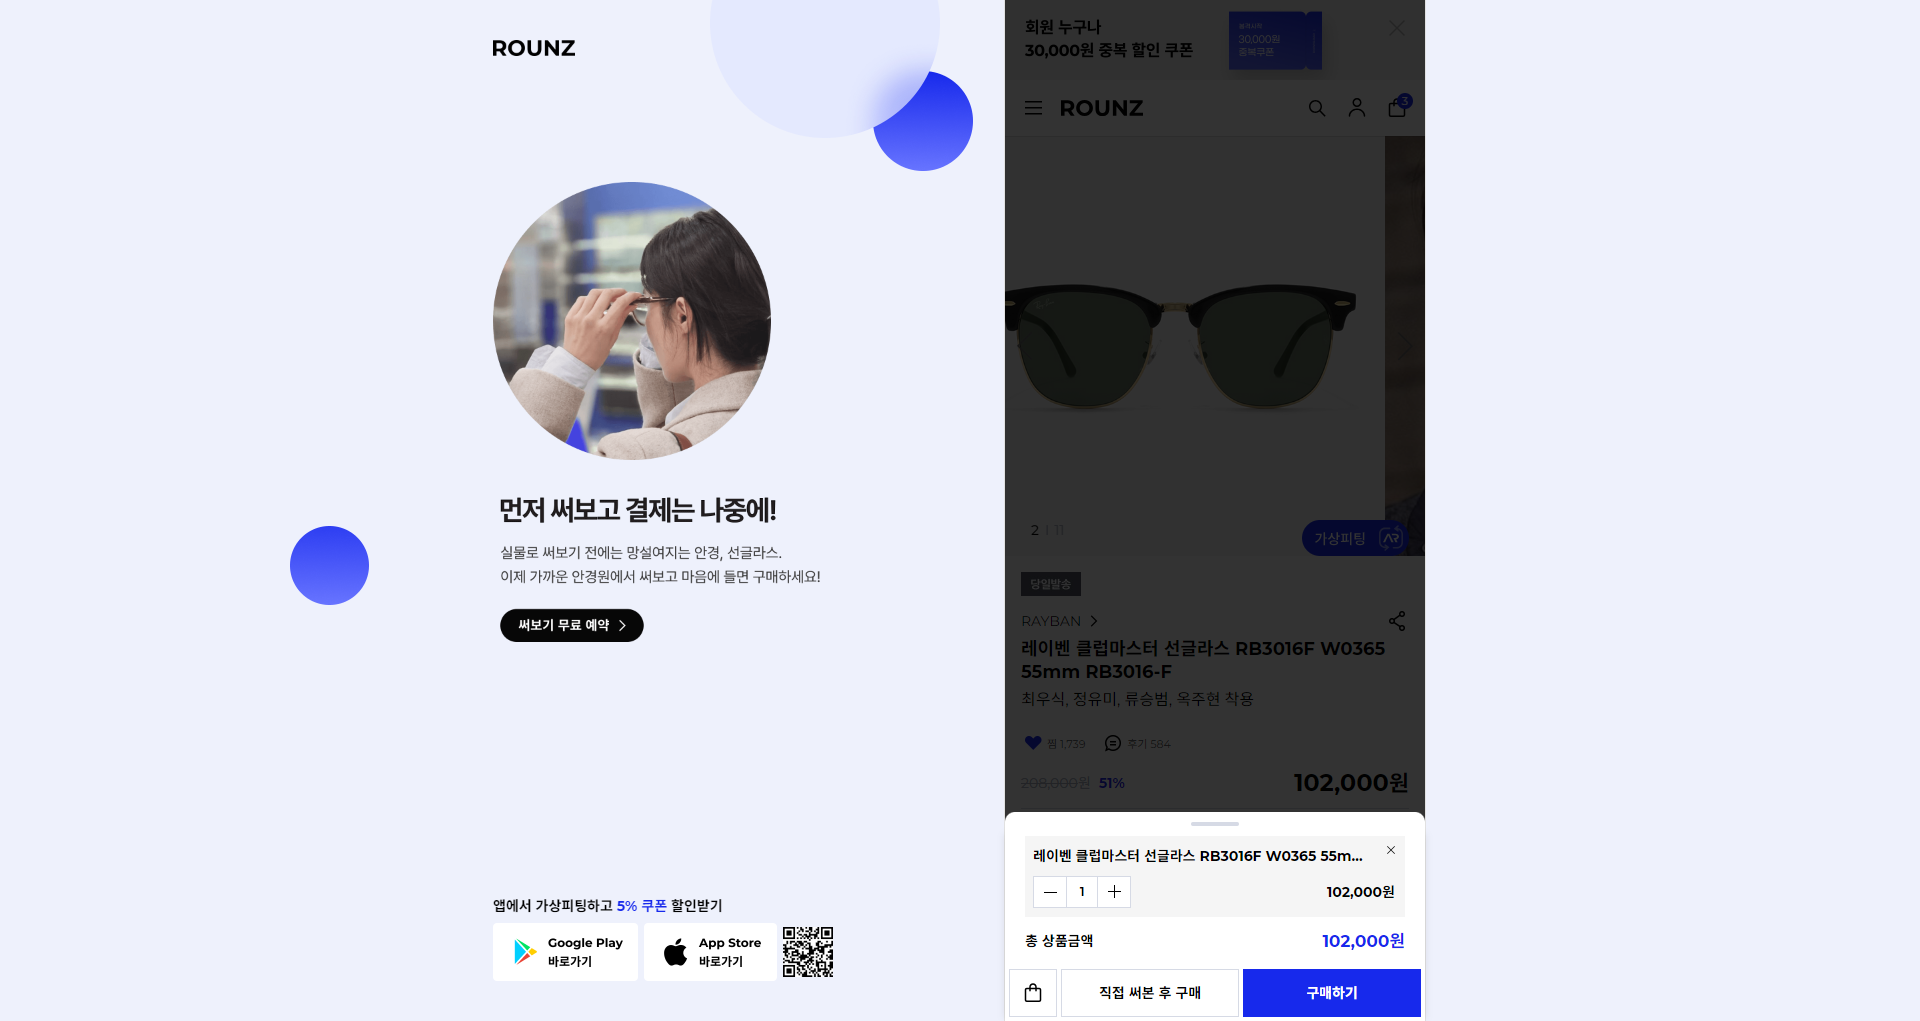 ROUNZ
먼저 써보고 결제는 나중에!
실물로 써보기 전에는 망설여지는 안경, 선글라스.
이제 가까운 안경원에서 써보고 마음에 들면 구매하세요!
써보기 무료 예약
앱에서 가상피팅하고 5% 쿠폰 할인받기
Google Play
바로가기
App Store
바로가기
회원 누구나
30,000원 중복 할인 쿠폰
30,000원
중복쿠폰
ROUNZ
3
2 | 11
가상피팅 AR
당일발송
RAYBAN
레이벤 클럽마스터 선글라스 RB3016F W0365
55mm RB3016-F
최우식, 정유미, 류승범, 옥주현 착용
찜 1,739 후기 584
208,000원 51% 102,000원
레이벤 클럽마스터 선글라스 RB3016F W0365 55m...
1 102,000원
총 상품금액 102,000원
직접 써본 후 구매
구매하기